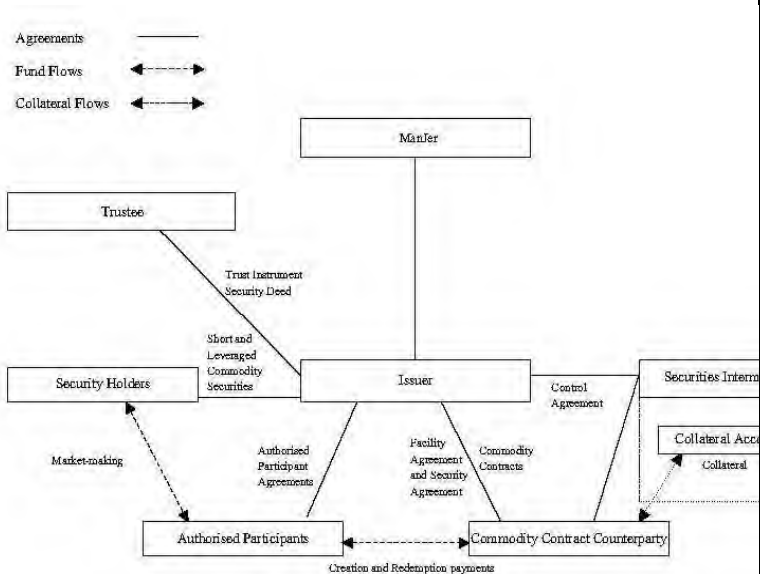 Agreements
Fund Flows
Collateral Flows
ManJer
Trustee
Trust Instrument
Security Deed
Short and
Leveraged
Commodity
Securities
Security Holders
Issuer
Control
Agreement
Securities
Market-making
Authorised
Participant
Agreements
Facility
Agreement
and Security
Agreement
Commodity
Contracts
Collateral
Collateral
Authorised Participants
Commodity Contract Counterparty
Creation and Redemption payments